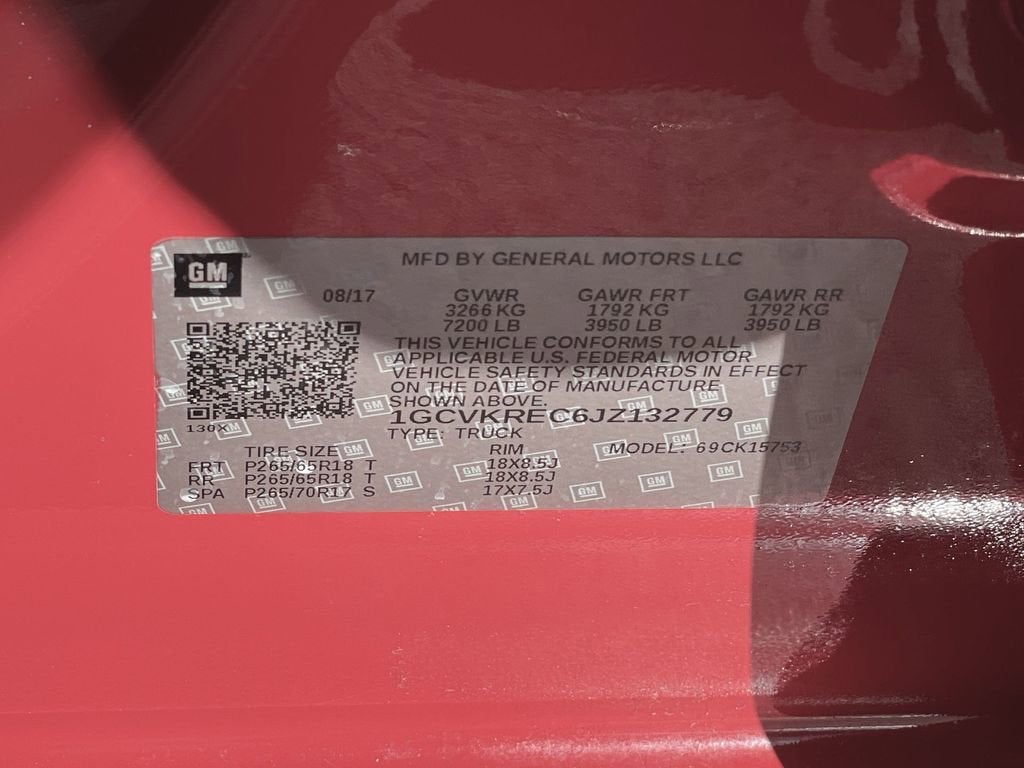 GM
MFD BY GENERAL MOTORS LLC
08/17 GVWR GAWR FRT GAWR RR
3266 KG 1792 KG 1792 KG
7200 LB 3950 LB 3950 LB
THIS VEHICLE CONFORMS TO ALL
APPLICABLE U.S. FEDERAL MOTOR
VEHICLE SAFETY STANDARDS IN EFFECT
ON THE DATE OF MANUFACTURE
SHOWN ABOVE.
1GCVKREC6JZ132779
130X
TYPE: TRUCK
TIRE SIZE RIM MODEL: 69CK15753
FRT P265/65R18 T 18X8.5J
RR P265/65R18 T 18X8.5J
SPA P265/70R17 S 17X7.5J